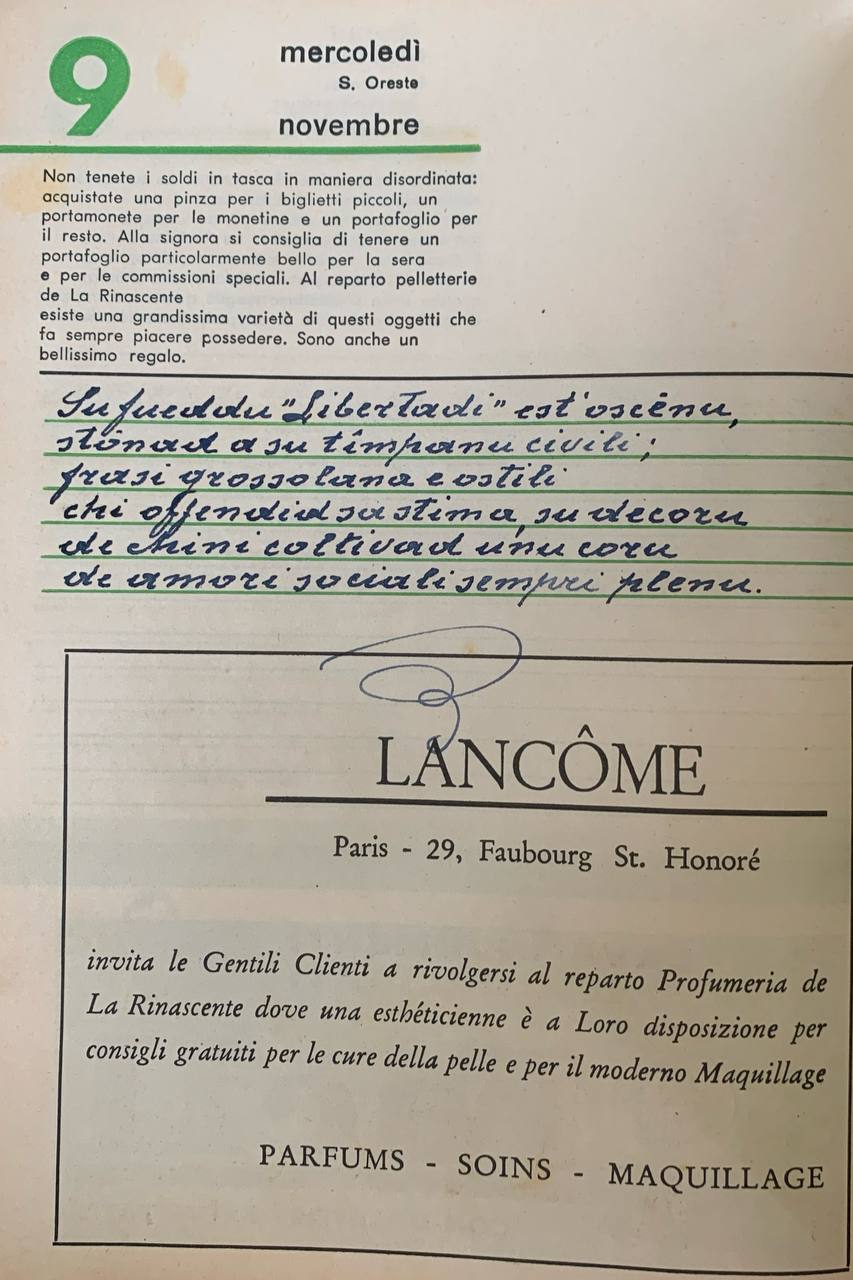 9
mercoledì
S. Oreste
novembre
Non tenete i soldi in tasca in maniera disordinata:
acquistate una pinza per i biglietti piccoli, un
portamonete per le monetine e un portafoglio per
il resto. Alla signora si consiglia di tenere un
portafoglio particolarmente bello per la sera
e per le commissioni speciali. Al reparto pelletterie
de La Rinascente
esiste una grandissima varietà di questi oggetti che
fa sempre piacere possedere. Sono anche un
bellissimo regalo.
Su fueddu "Libertadi" est'oscēnu,
stōnad a su tîmpanu civili;
frasi grossolana e ostili
chi offendid sa stima, su decoru
de chini coltivad unu coru
de amori sociali sempri plenu.
LANCÔME
Paris - 29, Faubourg St. Honoré
invita le Gentili Clienti a rivolgersi al reparto Profumeria de
La Rinascente dove una esthéticienne è a Loro disposizione per
consigli gratuiti per le cure della pelle e per il moderno Maquillage
PARFUMS - SOINS - MAQUILLAGE